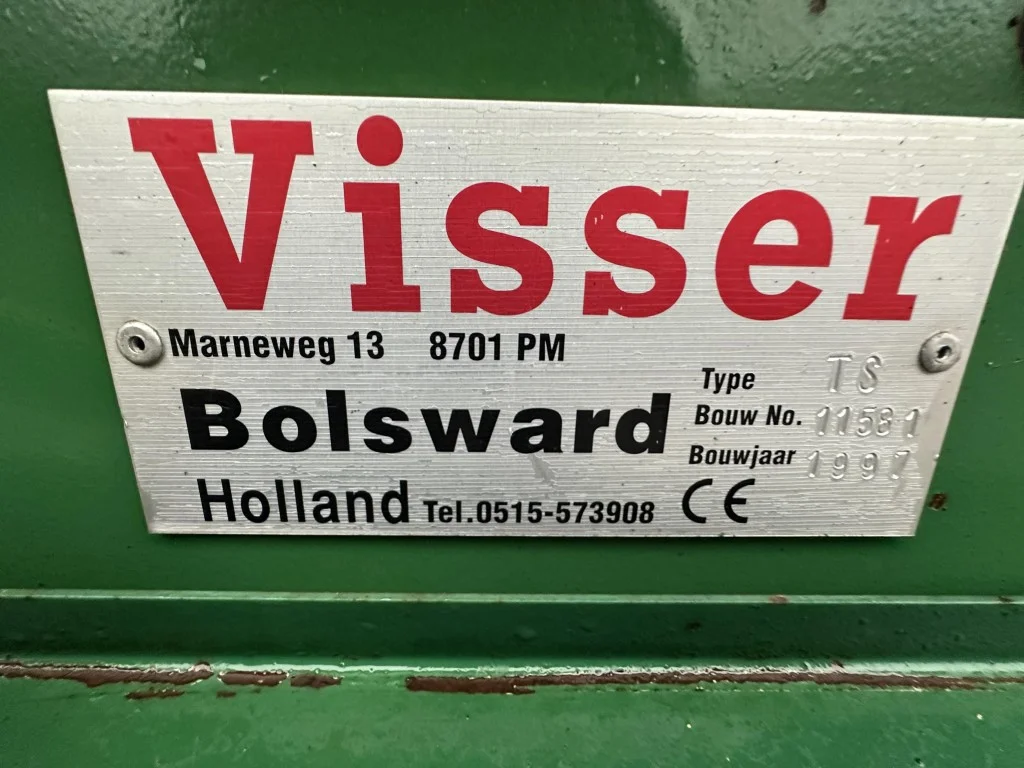 Visser
Marneweg 13 8701 PM
Bolsward
Holland Tel.0515-573908
Type TS
Bouw No. 11581
Bouwjaar 1997
CE